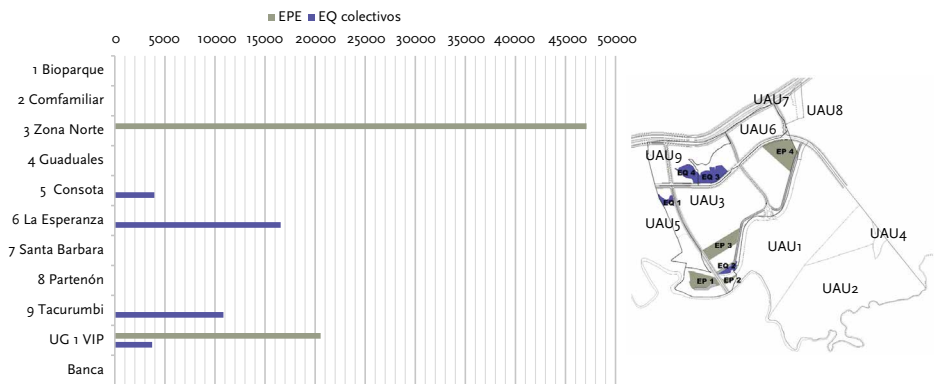 EPE EQ colectivos
0 5000 10000 15000 20000 25000 30000 35000 40000 45000 50000
1 Bioparque
2 Comfamiliar
3 Zona Norte
4 Guaduales
5 Consota
6 La Esperanza
7 Santa Barbara
8 Partenón
9 Tacurumbi
UG 1 VIP
Banca
UAU7
UAU8
UAU6
EP 4
UAU9
EQ 4
EQ 3
EQ 1
UAU3
UAU5
EP 3
UAU1
UAU4
EQ 2
EP 1
EP 2
UAU2